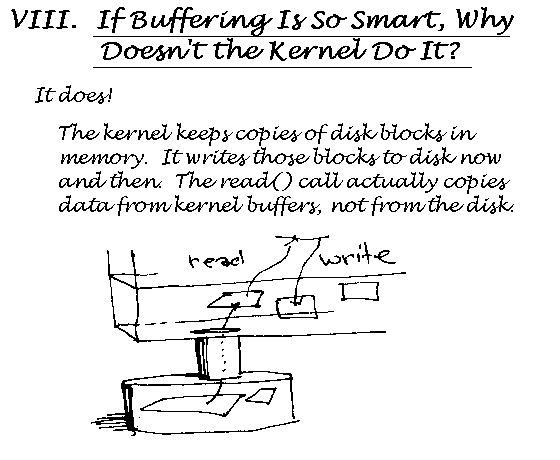 VIII. If Buffering Is So Smart, Why
Doesn't the Kernel Do It?
It does!
The kernel keeps copies of disk blocks in
memory. It writes those blocks to disk now
and then. The read() call actually copies
data from kernel buffers, not from the disk.
read write